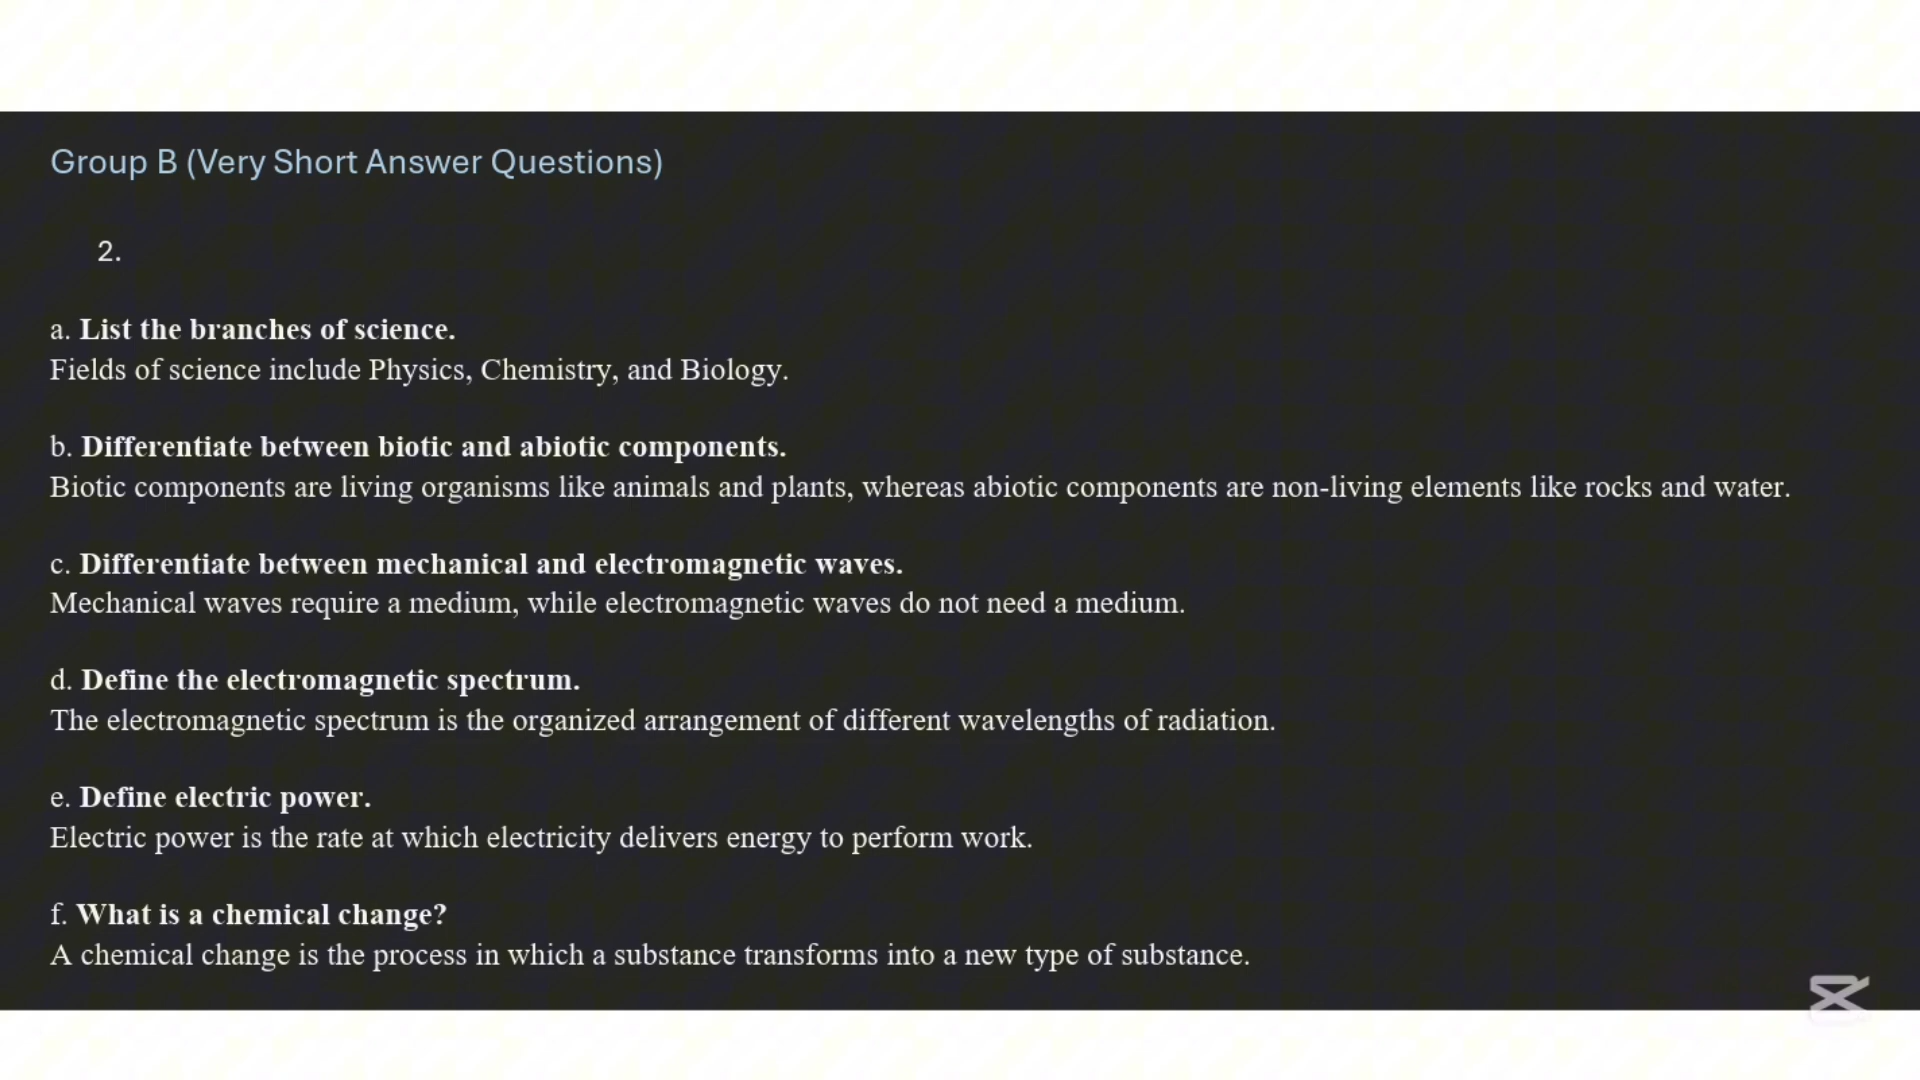 Group B (Very Short Answer Questions)
2.
a. List the branches of science.
Fields of science include Physics, Chemistry, and Biology.
b. Differentiate between biotic and abiotic components.
Biotic components are living organisms like animals and plants, whereas abiotic components are non-living elements like rocks and water.
c. Differentiate between mechanical and electromagnetic waves.
Mechanical waves require a medium, while electromagnetic waves do not need a medium.
d. Define the electromagnetic spectrum.
The electromagnetic spectrum is the organized arrangement of different wavelengths of radiation.
e. Define electric power.
Electric power is the rate at which electricity delivers energy to perform work.
f. What is a chemical change?
A chemical change is the process in which a substance transforms into a new type of substance.